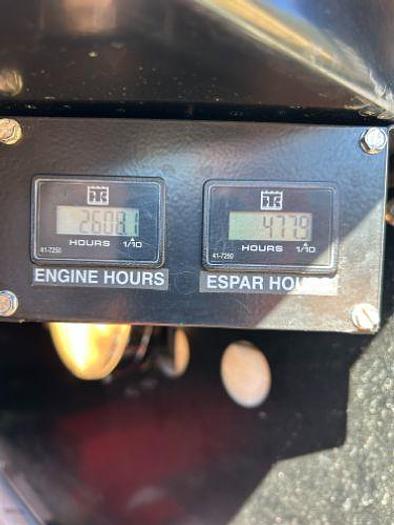 2608.1
HOURS 1/10
41-7250
ENGINE HOURS
477.9
HOURS 1/10
41-7250
ESPAR HOURS